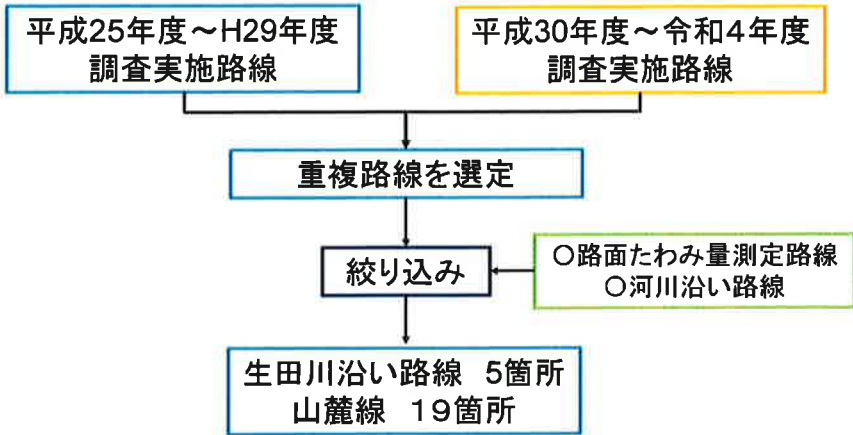 平成25年度～H29年度
調査実施路線
平成30年度～令和４年度
調査実施路線
重複路線を選定
絞り込み
○路面たわみ量測定路線
○河川沿い路線
生田川沿い路線　5箇所
山麓線　１９箇所